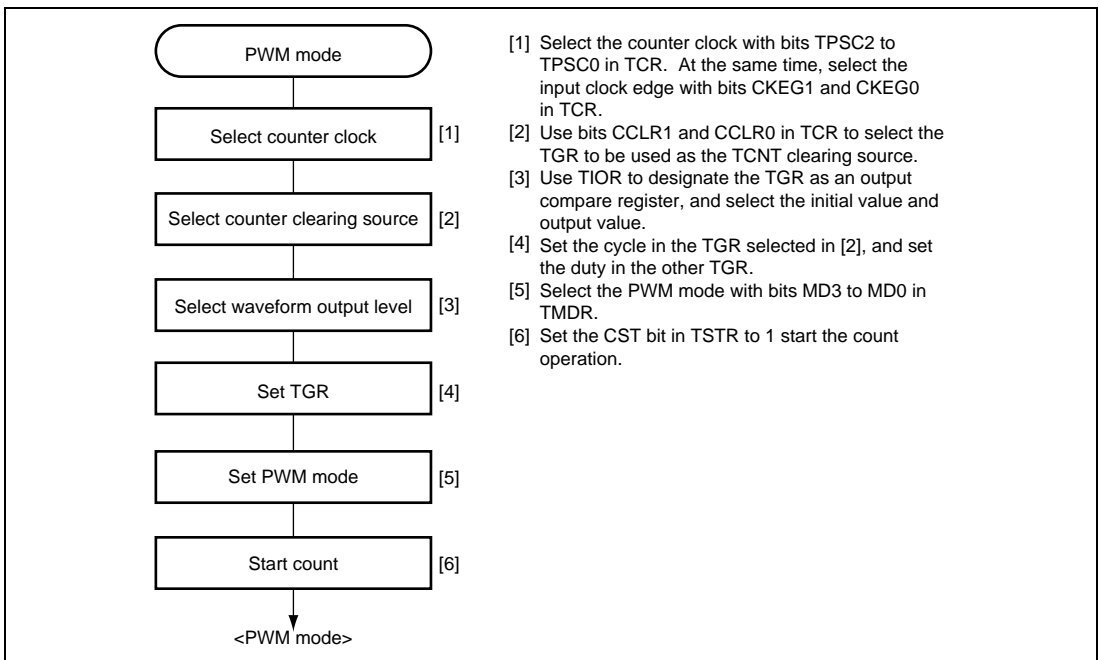 PWM mode
Select counter clock
[1]
Select counter clearing source
[2]
Select waveform output level
[3]
Set TGR
[4]
Set PWM mode
[5]
Start count
[6]
<PWM mode>
[1] Select the counter clock with bits TPSC2 to
TPSC0 in TCR. At the same time, select the
input clock edge with bits CKEG1 and CKEG0
in TCR.
[2] Use bits CCLR1 and CCLR0 in TCR to select the
TGR to be used as the TCNT clearing source.
[3] Use TIOR to designate the TGR as an output
compare register, and select the initial value and
output value.
[4] Set the cycle in the TGR selected in [2], and set
the duty in the other TGR.
[5] Select the PWM mode with bits MD3 to MD0 in
TMDR.
[6] Set the CST bit in TSTR to 1 start the count
operation.